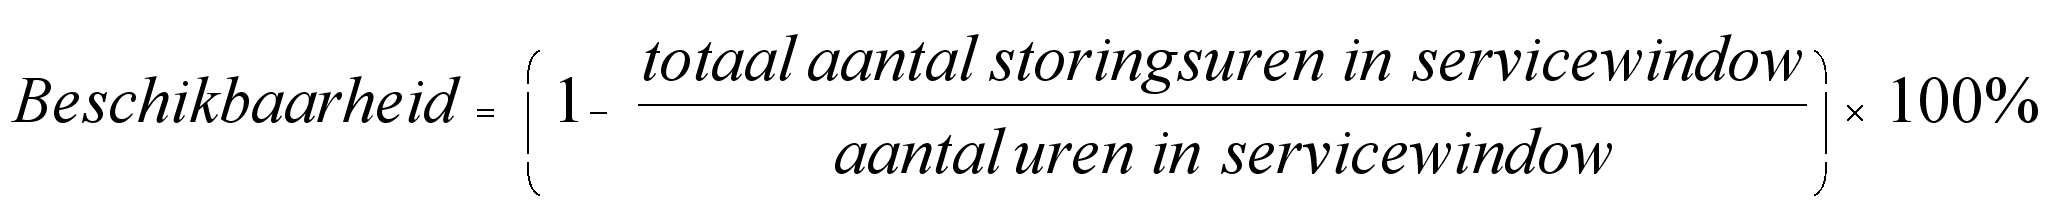 Beschikbaarheid = ( 1 − totaal aantal storingsuren in servicewindow
aantal uren in servicewindow ) × 100%